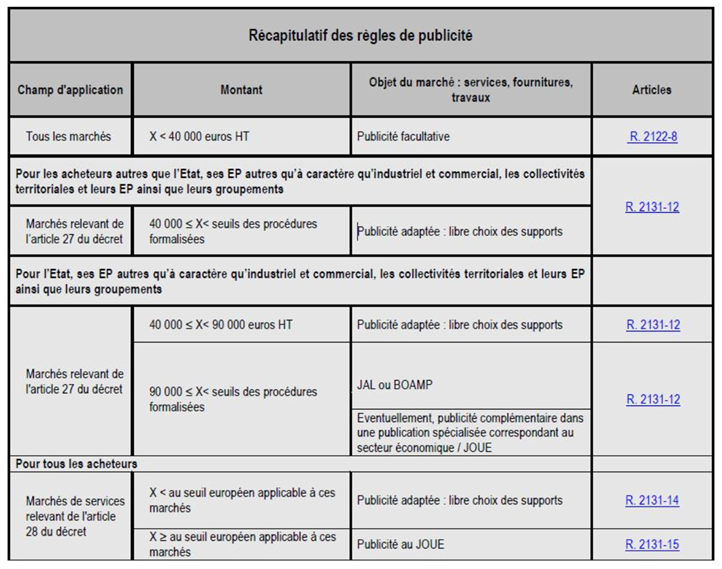 Récapitulatif des règles de publicité
Champ d'application
Montant
Objet du marché : services, fournitures,
travaux
Articles
Tous les marchés
X < 40 000 euros HT
Publicité facultative
R. 2122-8
Pour les acheteurs autres que l'Etat, ses EP autres qu'à caractère qu'industriel et commercial, les collectivités
territoriales et leurs EP ainsi que leurs groupements
R. 2131-12
Marchés relevant de
l'article 27 du décret
40 000 ≤ X< seuils des procédures
formalisées
Publicité adaptée : libre choix des supports
Pour l'Etat, ses EP autres qu'à caractère qu'industriel et commercial, les collectivités territoriales et leurs EP
ainsi que leurs groupements
Marchés relevant de
l'article 27 du décret
40 000 ≤ X< 90 000 euros HT
Publicité adaptée : libre choix des supports
R. 2131-12
90 000 ≤ X< seuils des procédures
formalisées
JAL ou BOAMP
Eventuellement, publicité complémentaire dans
une publication spécialisée correspondant au
secteur économique / JOUE
R. 2131-12
Pour tous les acheteurs
Marchés de services
relevant de l'article
28 du décret
X < au seuil européen applicable à ces
marchés
Publicité adaptée : libre choix des supports
R. 2131-14
X ≥ au seuil européen applicable à ces
marchés
Publicité au JOUE
R. 2131-15